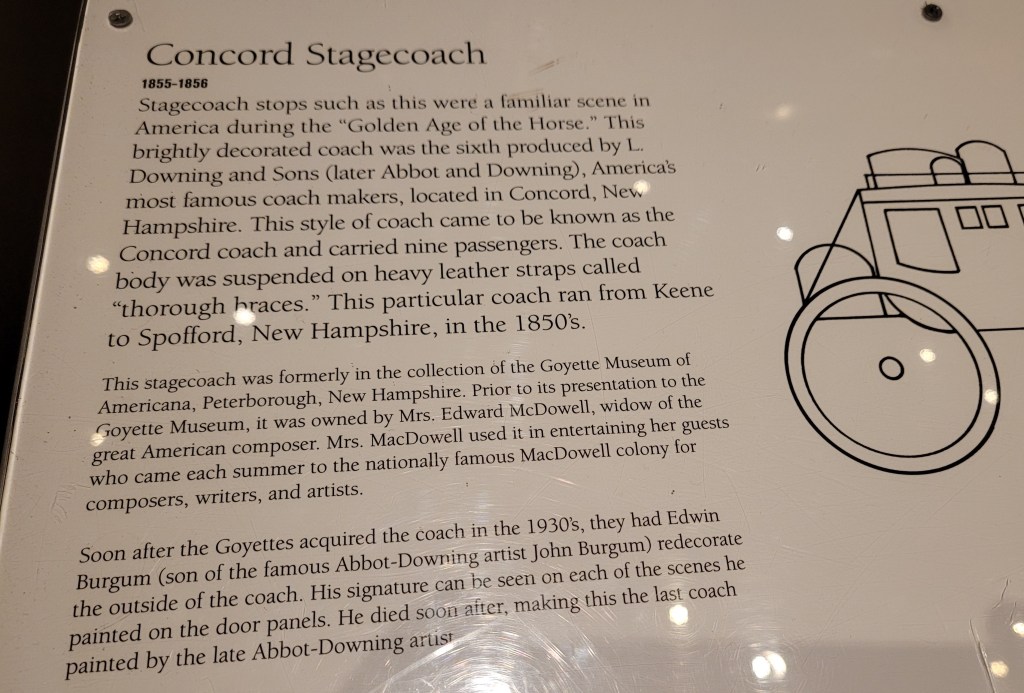 Concord Stagecoach
1855-1856
Stagecoach stops such as this were a familiar scene in
America during the “Golden Age of the Horse.” This
brightly decorated coach was the sixth produced by L.
Downing and Sons (later Abbot and Downing), America's
most famous coach makers, located in Concord, New
Hampshire. This style of coach came to be known as the
Concord coach and carried nine passengers. The coach
body was suspended on heavy leather straps called
“thorough braces.” This particular coach ran from Keene
to Spofford, New Hampshire, in the 1850's.
This stagecoach was formerly in the collection of the Goyette Museum of
Americana, Peterborough, New Hampshire. Prior to its presentation to the
Goyette Museum, it was owned by Mrs. Edward McDowell, widow of the
great American composer. Mrs. MacDowell used it in entertaining her guests
who came each summer to the nationally famous MacDowell colony for
composers, writers, and artists.
Soon after the Goyettes acquired the coach in the 1930's, they had Edwin
Burgum (son of the famous Abbot-Downing artist John Burgum) redecorate
the outside of the coach. His signature can be seen on each of the scenes he
painted on the door panels. He died soon after, making this the last coach
painted by the late Abbot-Downing artist